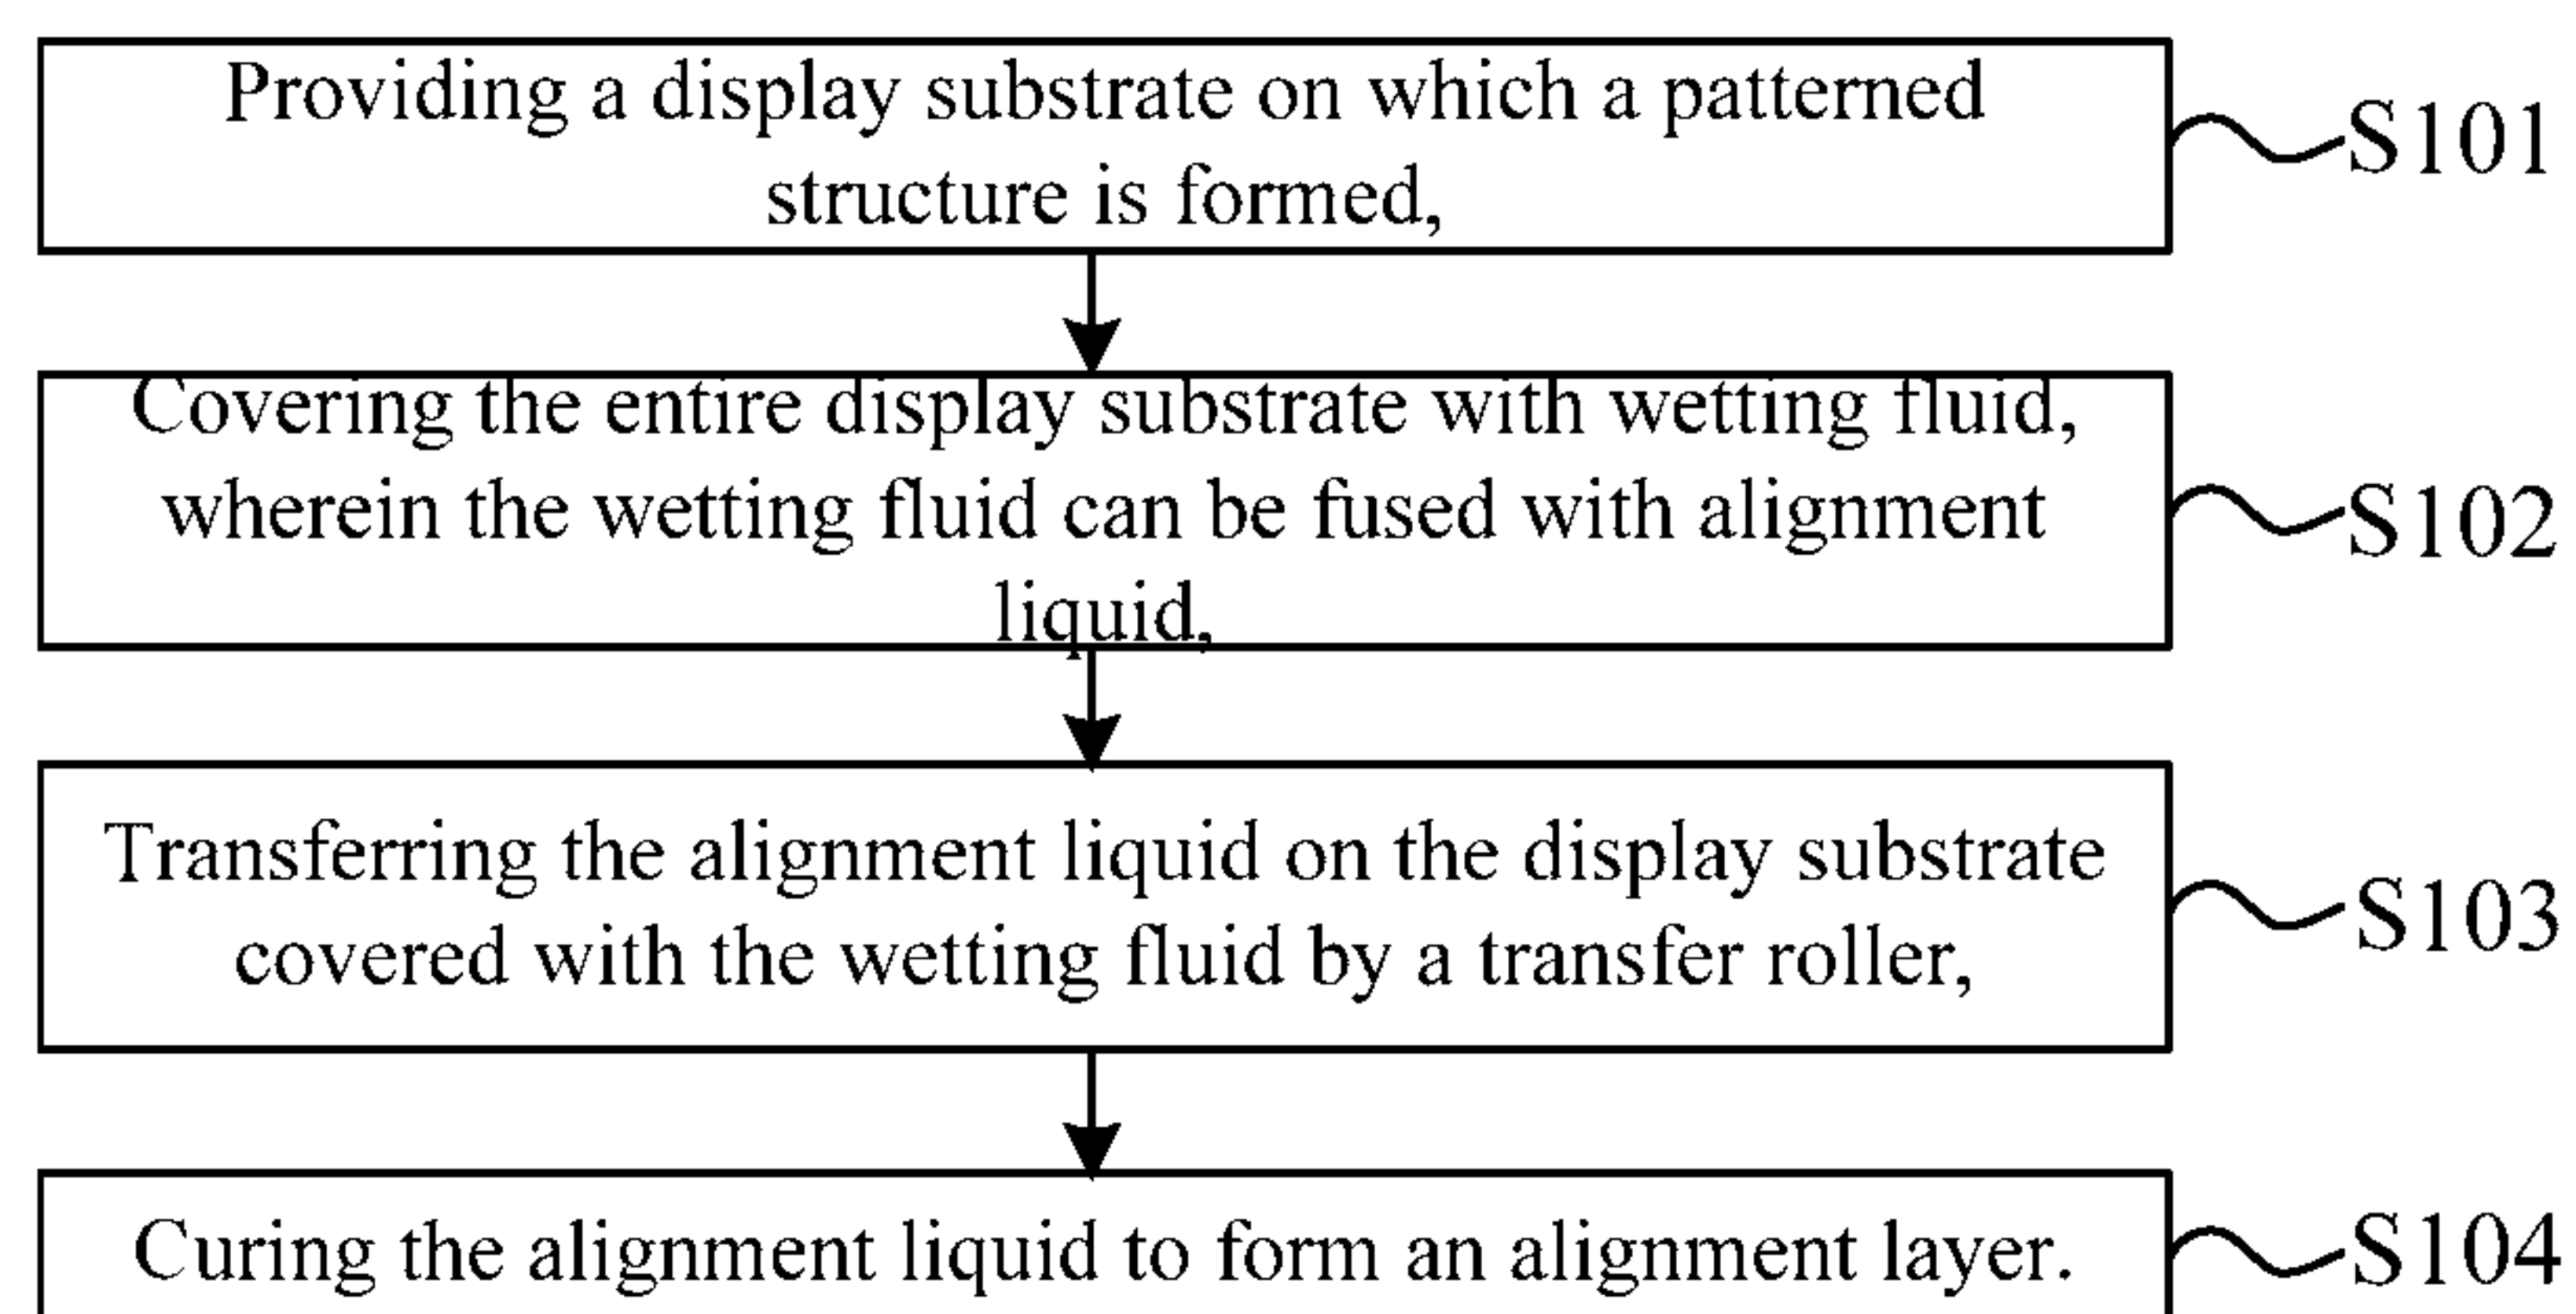 Providing a display substrate on which a patterned
structure is formed,
S101
Covering the entire display substrate with wetting fluid,
wherein the wetting fluid can be fused with alignment
liquid,
S102
Transferring the alignment liquid on the display substrate
covered with the wetting fluid by a transfer roller,
S103
Curing the alignment liquid to form an alignment layer.
S104